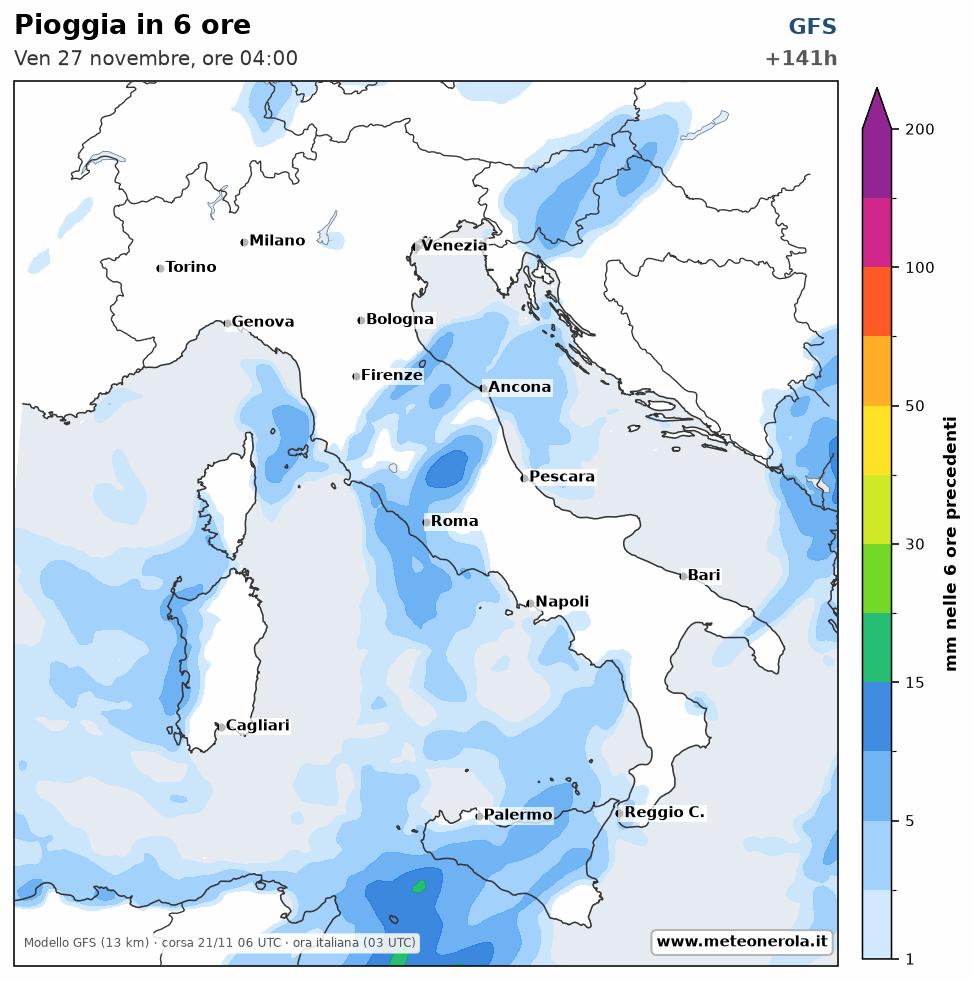 Pioggia in 6 ore
GFS
Ven 27 novembre, ore 04:00
+141h
Milano
Venezia
Torino
Genova
Bologna
Firenze
Ancona
Pescara
Roma
Bari
Napoli
Cagliari
Palermo
Reggio C.
200
100
50
30
15
5
1
mm nelle 6 ore precedenti
Modello GFS (13 km) · corsa 21/11 06 UTC · ora italiana (03 UTC)
www.meteonerola.it